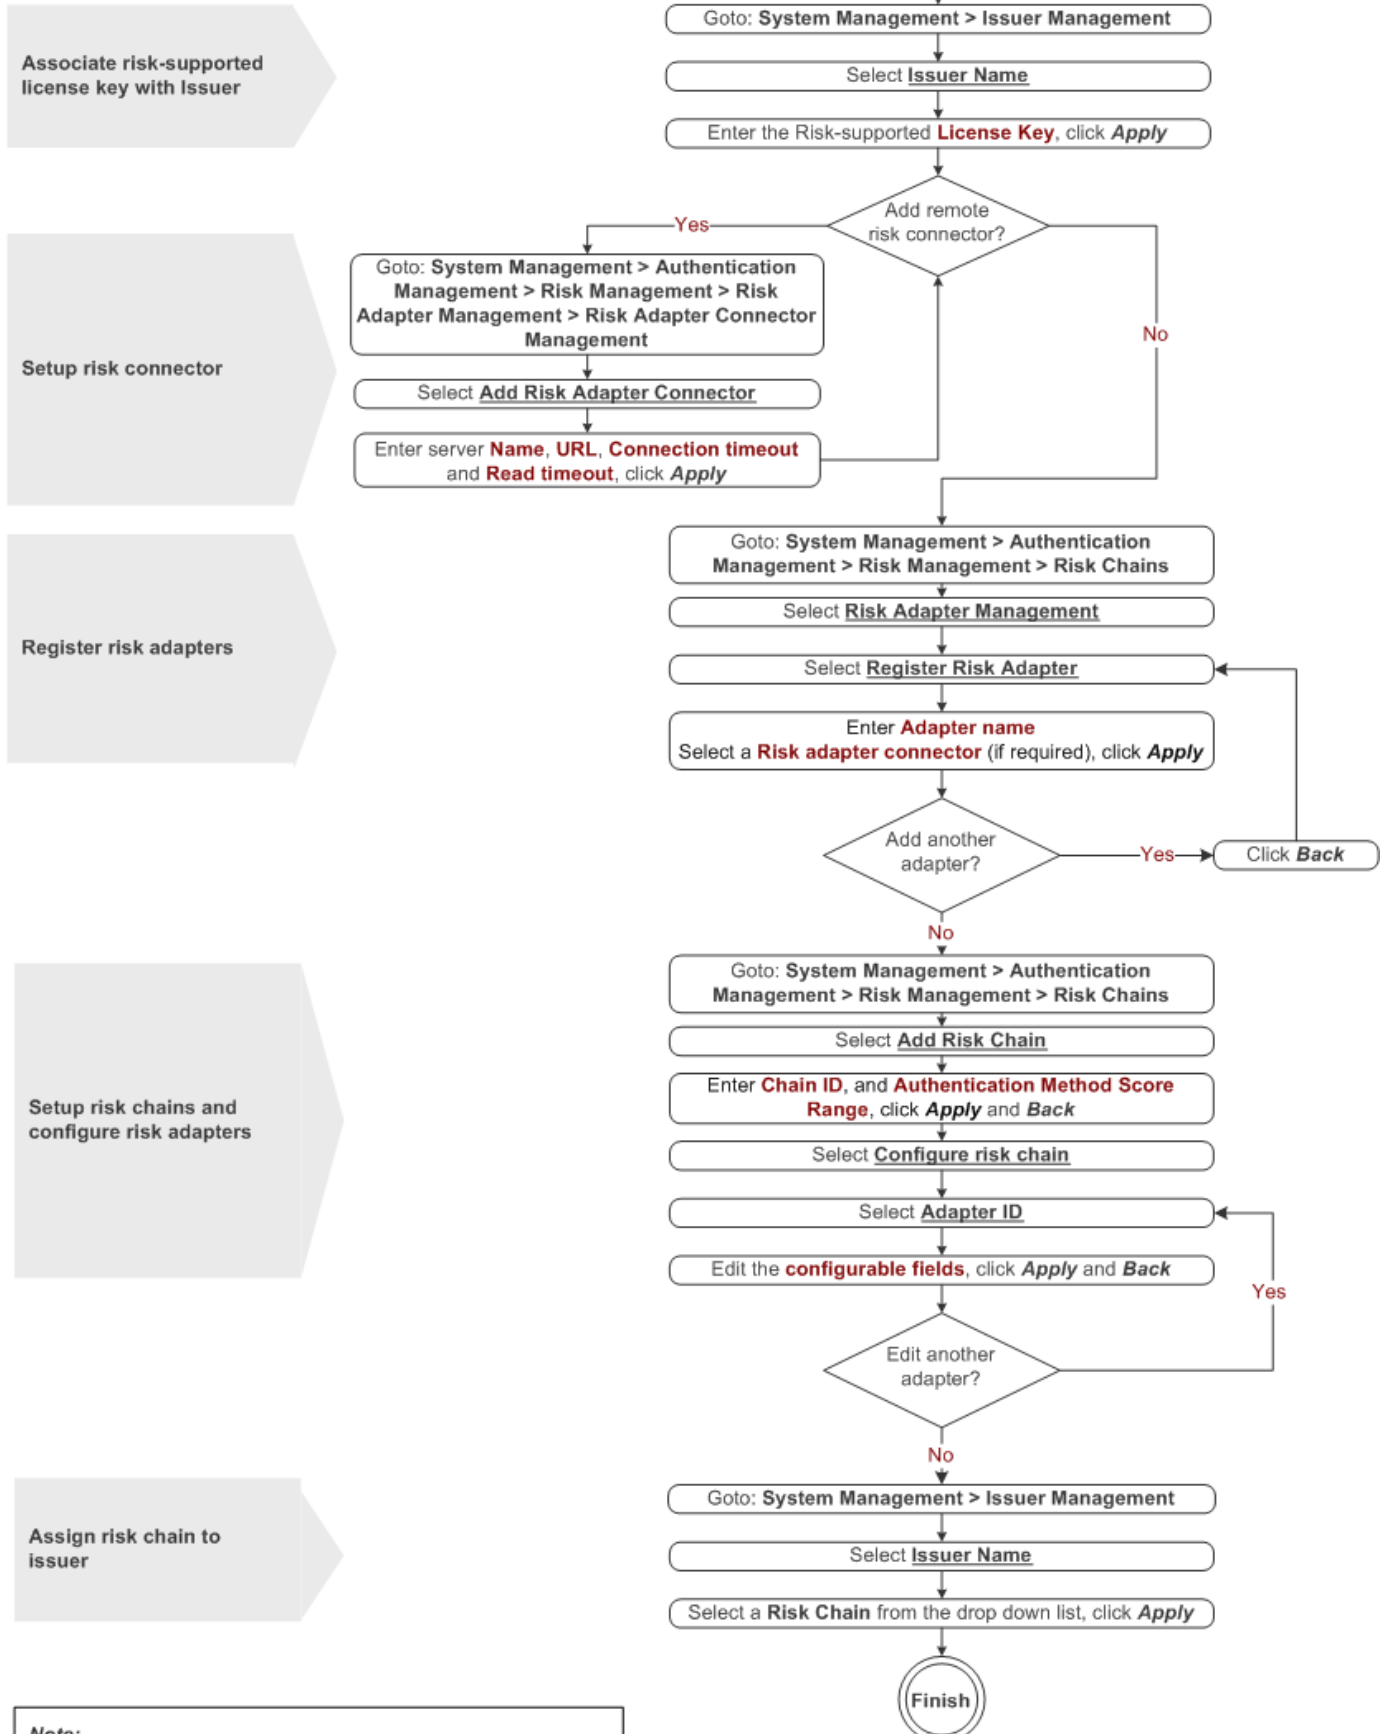 Goto: System Management > Issuer Management
Associate risk-supported
license key with Issuer
Select Issuer Name
Enter the Risk-supported License Key, click Apply
Add remote
risk connector?
Yes
No
Setup risk connector
Goto: System Management > Authentication
Management > Risk Management > Risk
Adapter Management > Risk Adapter Connector
Management
Select Add Risk Adapter Connector
Enter server Name, URL, Connection timeout
and Read timeout, click Apply
Register risk adapters
Goto: System Management > Authentication
Management > Risk Management > Risk Chains
Select Risk Adapter Management
Select Register Risk Adapter
Enter Adapter name
Select a Risk adapter connector (if required), click Apply
Add another
adapter?
Yes
Click Back
No
Setup risk chains and
configure risk adapters
Goto: System Management > Authentication
Management > Risk Management > Risk Chains
Select Add Risk Chain
Enter Chain ID, and Authentication Method Score
Range, click Apply and Back
Select Configure risk chain
Select Adapter ID
Edit the configurable fields, click Apply and Back
Yes
Edit another
adapter?
No
Assign risk chain to
issuer
Goto: System Management > Issuer Management
Select Issuer Name
Select a Risk Chain from the drop down list, click Apply
Finish
Note: